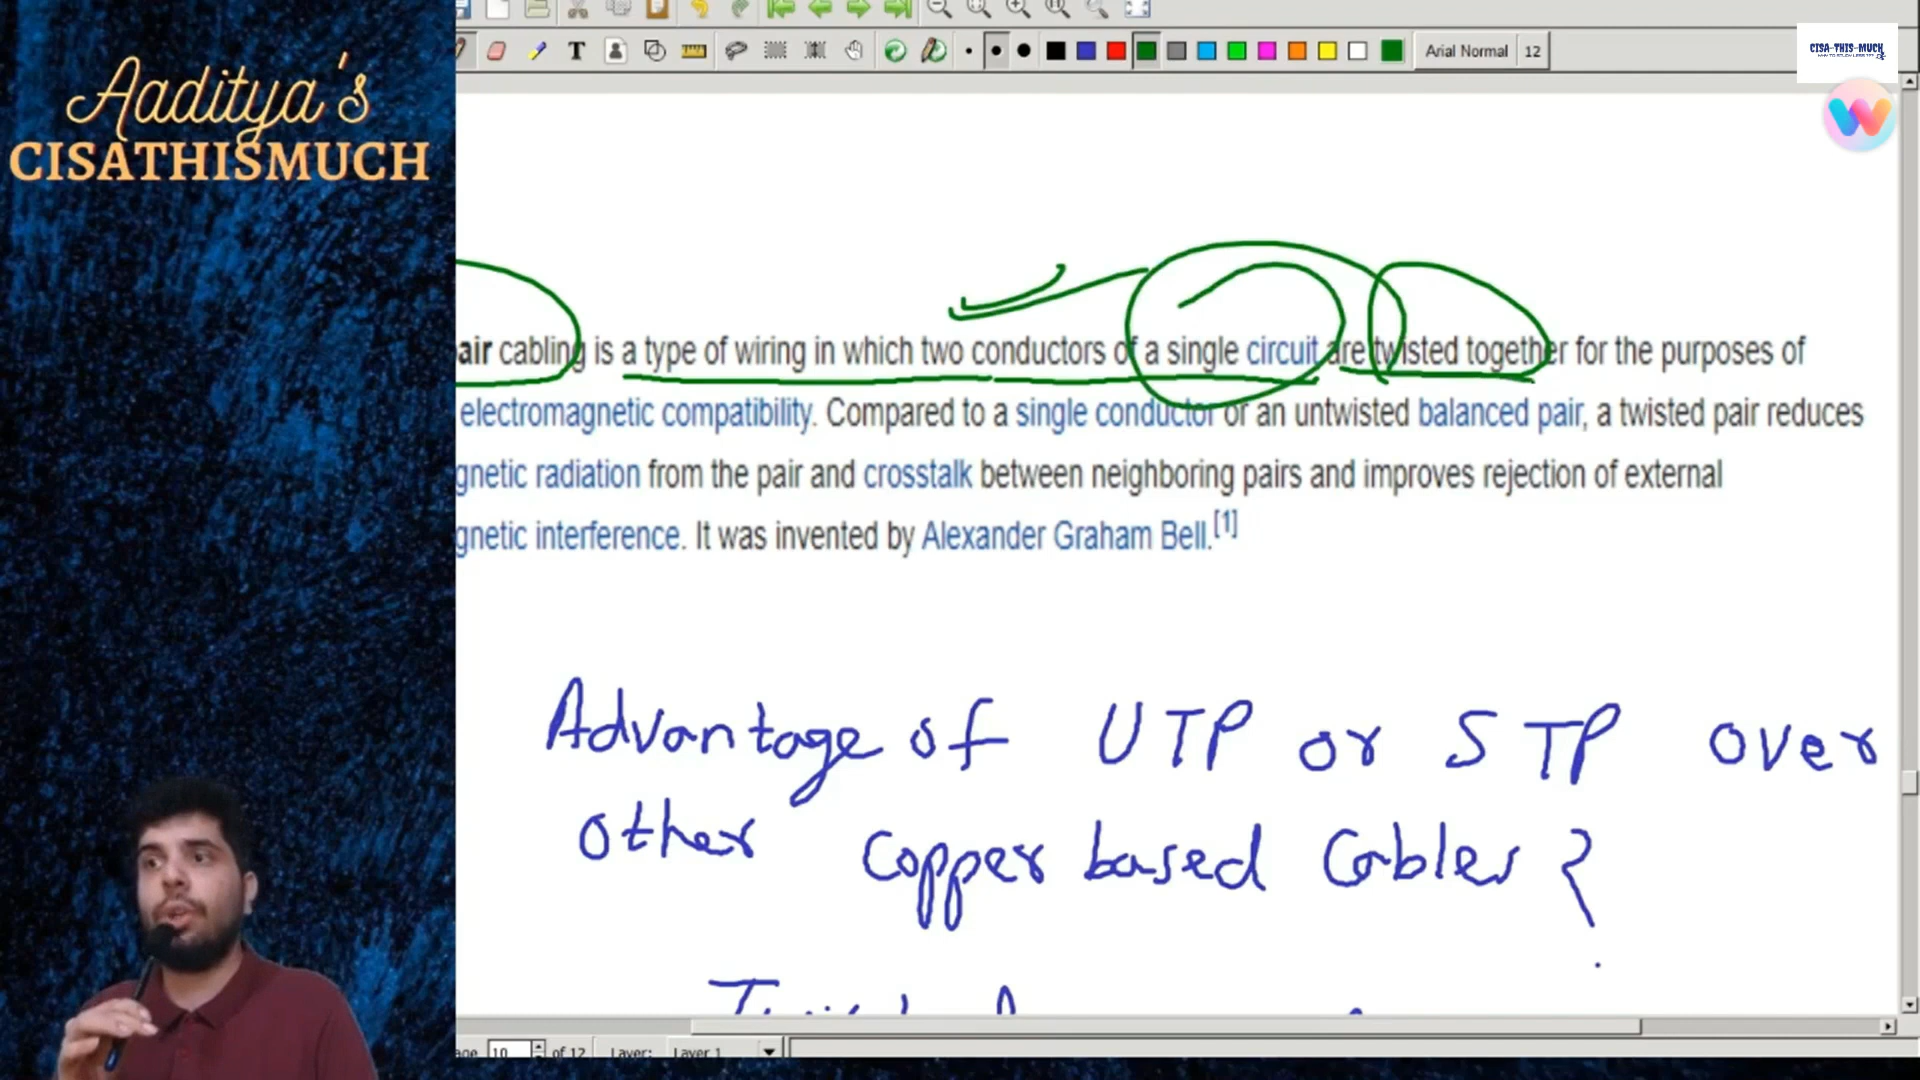 Aaditya's
CISATHISMUCH
T
Arial Normal 12
CISA-THIS-MUCK
air cabling is a type of wiring in which two conductors of a single circuit are twisted together for the purposes of
electromagnetic compatibility. Compared to a single conductor or an untwisted balanced pair, a twisted pair reduces
gnetic radiation from the pair and crosstalk between neighboring pairs and improves rejection of external
gnetic interference. It was invented by Alexander Graham Bell.[1]
Advantage of UTP or STP over
other copper based cables ?
age 10 of 12 Layer: Layer 1